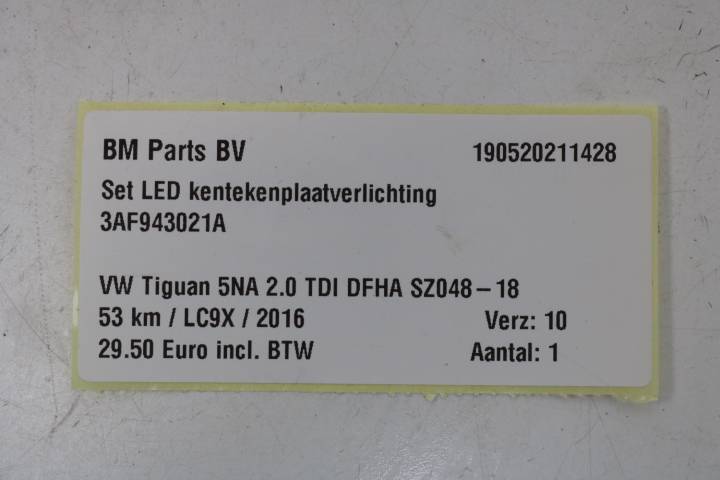 BM Parts BV 190520211428
Set LED kentekenplaatverlichting
3AF943021A
VW Tiguan 5NA 2.0 TDI DFHA SZ048-18
53 km / LC9X / 2016 Verz: 10
29.50 Euro incl. BTW Aantal: 1